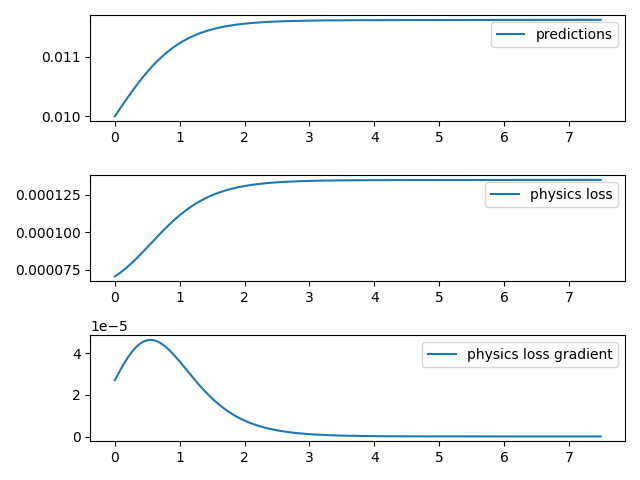 predictions
0.011
0.010
0 1 2 3 4 5 6 7
physics loss
0.000125
0.000100
0.000075
0 1 2 3 4 5 6 7
1e−5
physics loss gradient
4
2
0
0 1 2 3 4 5 6 7